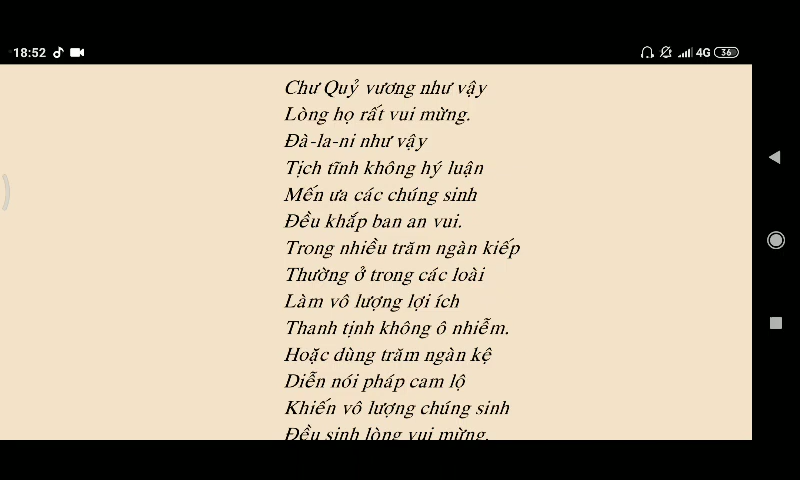 18:52
4G 36
Chư Quỷ vương như vậy
Lòng họ rất vui mừng.
Đà-la-ni như vậy
Tịch tĩnh không hý luận
Mến ưa các chúng sinh
Đều khắp ban an vui.
Trong nhiều trăm ngàn kiếp
Thường ở trong các loài
Làm vô lượng lợi ích
Thanh tịnh không ô nhiễm.
Hoặc dùng trăm ngàn kệ
Diễn nói pháp cam lộ
Khiến vô lượng chúng sinh
Đều sinh lòng vui mừng.